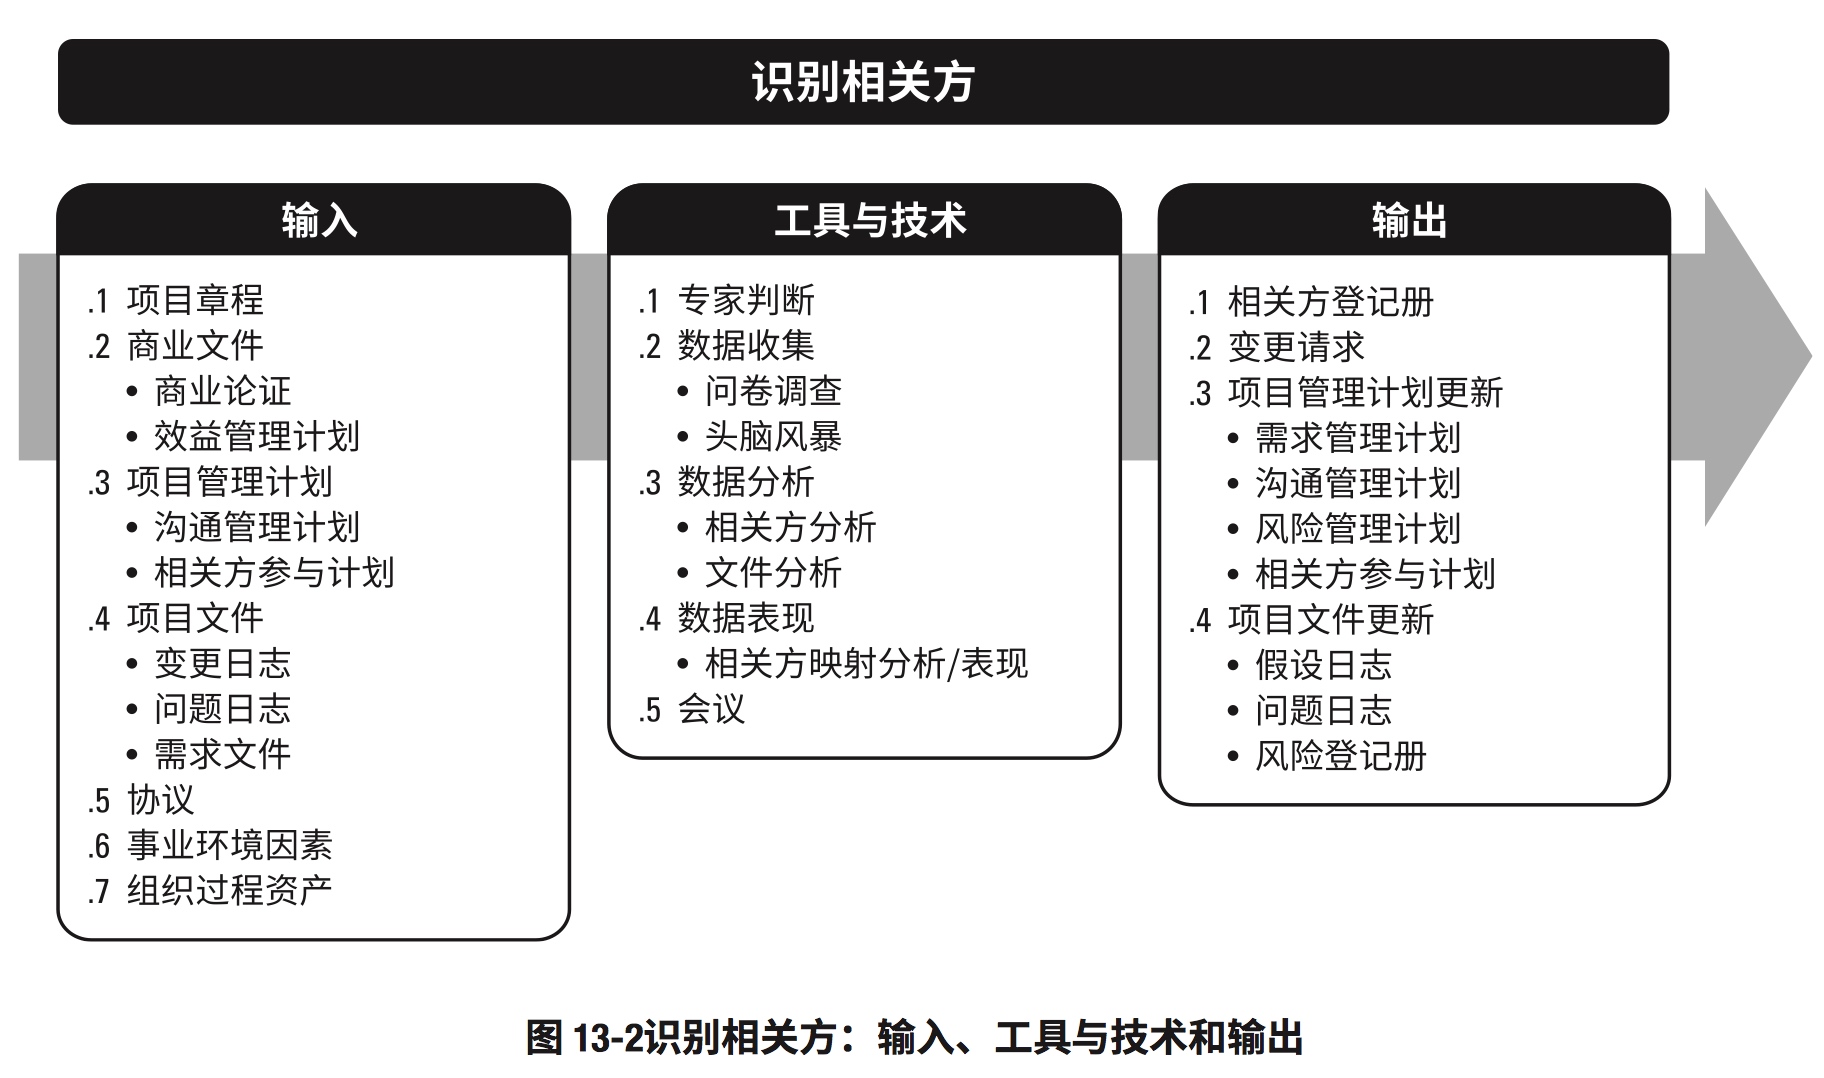 识别相关方
输入
.1 项目章程
.2 商业文件
• 商业论证
• 效益管理计划
.3 项目管理计划
• 沟通管理计划
• 相关方参与计划
.4 项目文件
• 变更日志
• 问题日志
• 需求文件
.5 协议
.6 事业环境因素
.7 组织过程资产
工具与技术
.1 专家判断
.2 数据收集
• 问卷调查
• 头脑风暴
.3 数据分析
• 相关方分析
• 文件分析
.4 数据表现
• 相关方映射分析/表现
.5 会议
输出
.1 相关方登记册
.2 变更请求
.3 项目管理计划更新
• 需求管理计划
• 沟通管理计划
• 风险管理计划
• 相关方参与计划
.4 项目文件更新
• 假设日志
• 问题日志
• 风险登记册
图 13-2识别相关方：输入、工具与技术和输出